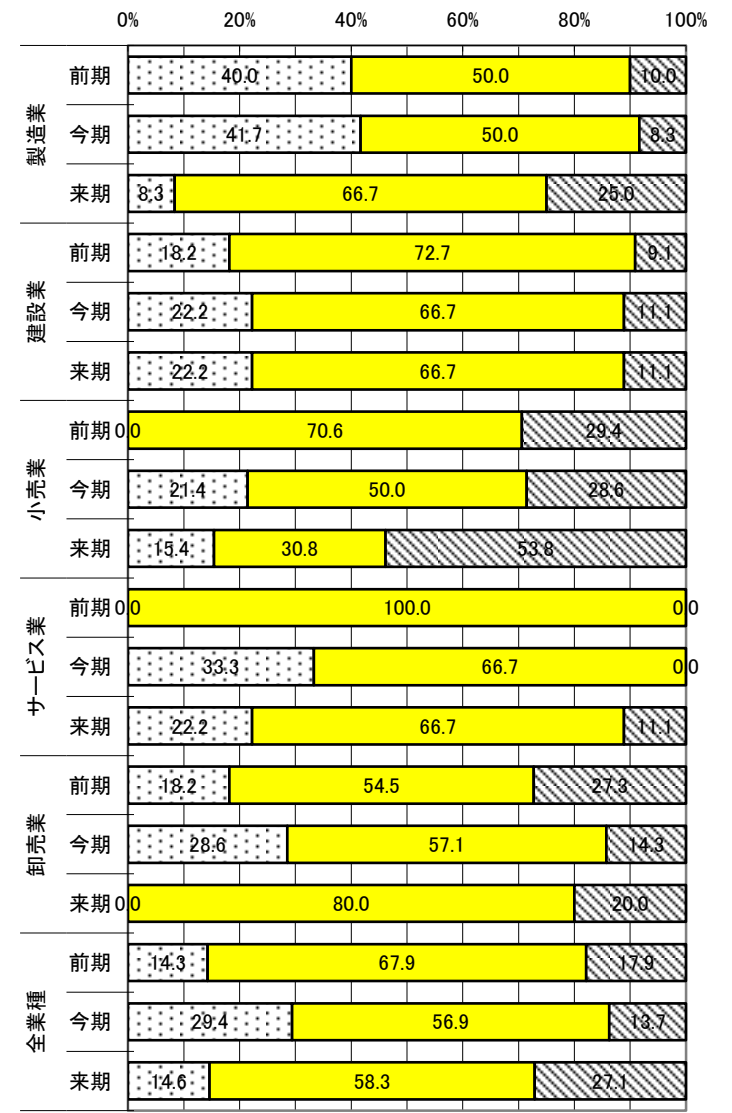 0% 20% 40% 60% 80% 100%
製造業
前期 40.0 50.0 10.0
今期 41.7 50.0 8.3
来期 8.3 66.7 25.0
建設業
前期 18.2 72.7 9.1
今期 22.2 66.7 11.1
来期 22.2 66.7 11.1
小売業
前期 0.0 70.6 29.4
今期 21.4 50.0 28.6
来期 15.4 30.8 53.8
サービス業
前期 0.0 100.0 0.0
今期 33.3 66.7 0.0
来期 22.2 66.7 11.1
卸売業
前期 18.2 54.5 27.3
今期 28.6 57.1 14.3
来期 0.0 80.0 20.0
全業種
前期 14.3 67.9 17.9
今期 29.4 56.9 13.7
来期 14.6 58.3 27.1